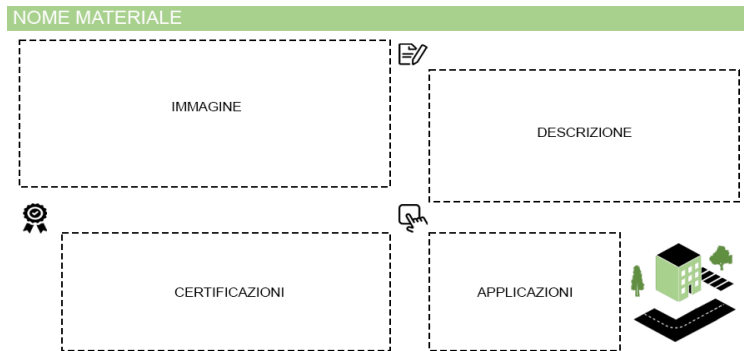 NOME MATERIALE
IMMAGINE
DESCRIZIONE
CERTIFICAZIONI
APPLICAZIONI